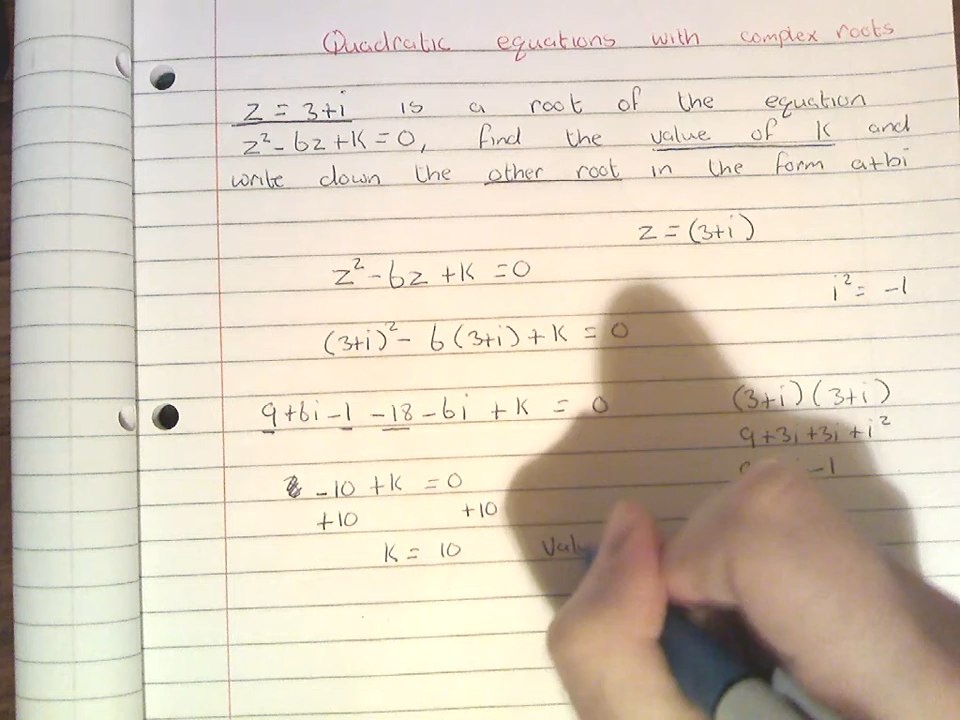 Quadratic equations with complex roots
z = 3+i is a root of the equation
z² - 6z + K = 0, find the value of K and
write down the other root in the form a+bi
z = (3+i)
z² - 6z + K = 0
i² = -1
(3+i)² - 6(3+i) + K = 0
9 + 6i - 1 - 18 - 6i + K = 0
(3+i)(3+i)
9 + 3i + 3i + i²
-1
-10 + K = 0
+10 +10
K = 10